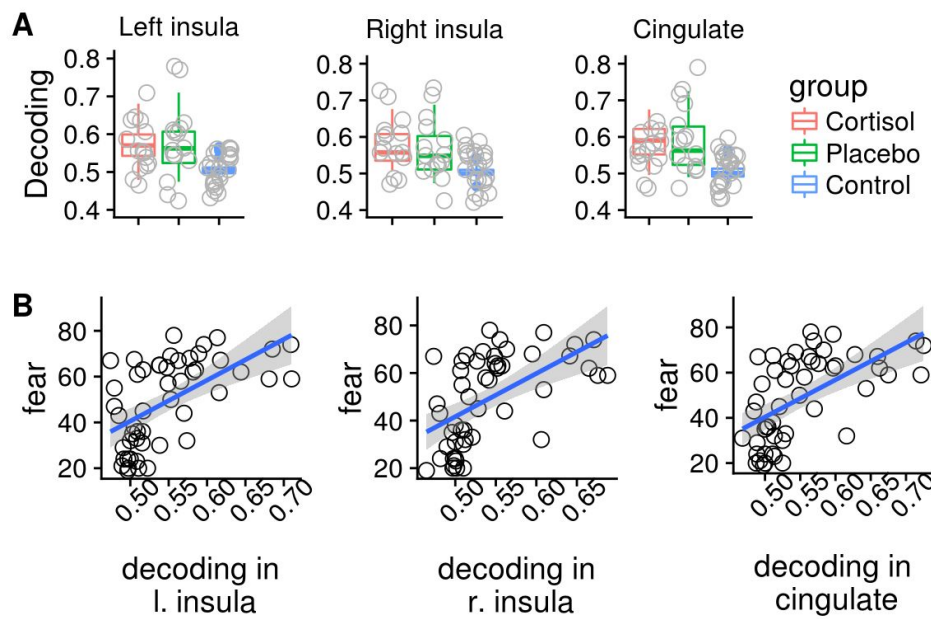 A
Left insula
Right insula
Cingulate
Decoding
0.8
0.7
0.6
0.5
0.4
0.8
0.7
0.6
0.5
0.4
0.8
0.7
0.6
0.5
0.4
group
Cortisol
Placebo
Control
B
fear
80
60
40
20
0.50
0.55
0.60
0.65
0.70
decoding in
l. insula
fear
80
60
40
20
0.50
0.55
0.60
0.65
decoding in
r. insula
fear
80
60
40
20
0.50
0.55
0.60
0.65
0.70
decoding in
cingulate